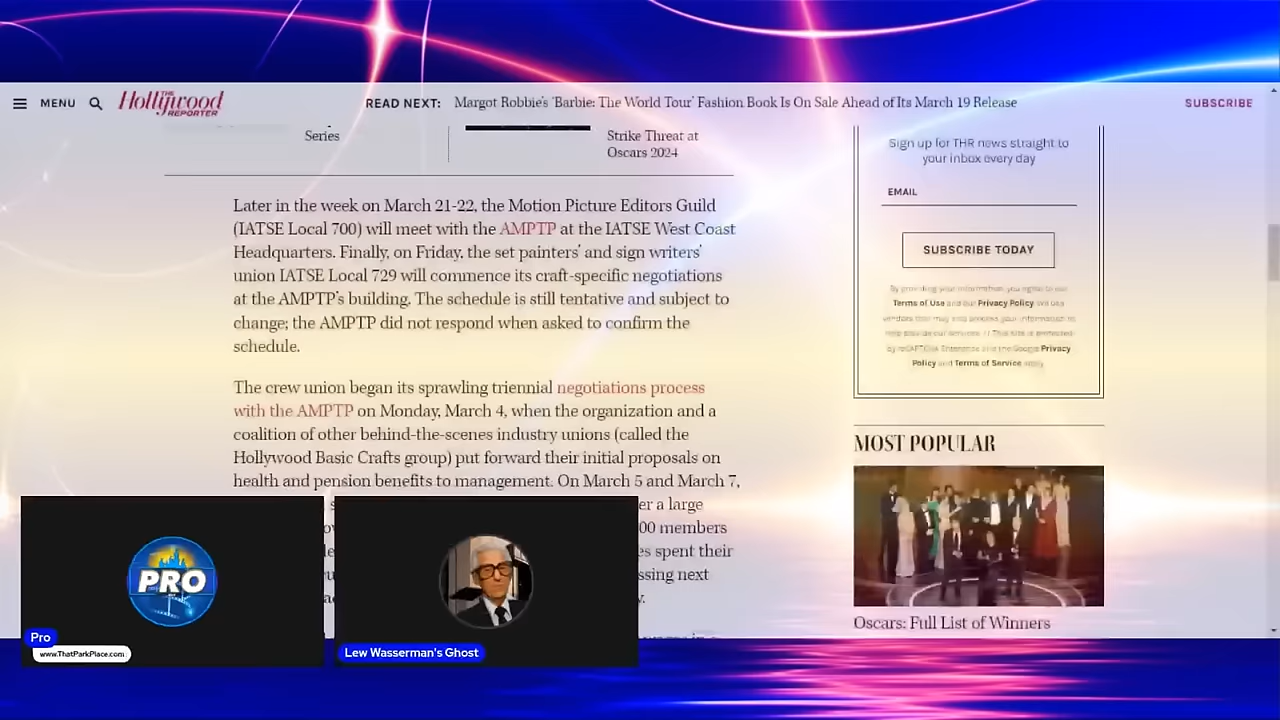 MENU
THE
Hollywood
REPORTER
READ NEXT: Margot Robbie's 'Barbie: The World Tour' Fashion Book Is On Sale Ahead of Its March 19 Release
SUBSCRIBE
Series
Strike Threat at
Oscars 2024
Later in the week on March 21-22, the Motion Picture Editors Guild
(IATSE Local 700) will meet with the AMPTP at the IATSE West Coast
Headquarters. Finally, on Friday, the set painters' and sign writers'
union IATSE Local 729 will commence its craft-specific negotiations
at the AMPTP's building. The schedule is still tentative and subject to
change; the AMPTP did not respond when asked to confirm the
schedule.
The crew union began its sprawling triennial negotiations process
with the AMPTP on Monday, March 4, when the organization and a
coalition of other behind-the-scenes industry unions (called the
Hollywood Basic Crafts group) put forward their initial proposals on
health and pension benefits to management. On March 5 and March 7,
er a large
00 members
es spent their
ssing next
Sign up for THR news straight to
your inbox every day
EMAIL
SUBSCRIBE TODAY
By providing your information, you agree to our
Terms of Use and our Privacy Policy. We use
vendors that may also process your information to
help provide our services. // This site is protected
by reCAPTCHA Enterprise and the Google Privacy
Policy and Terms of Service apply.
MOST POPULAR
Oscars: Full List of Winners
PRO
Pro
www.ThatParkPlace.com
Lew Wasserman's Ghost